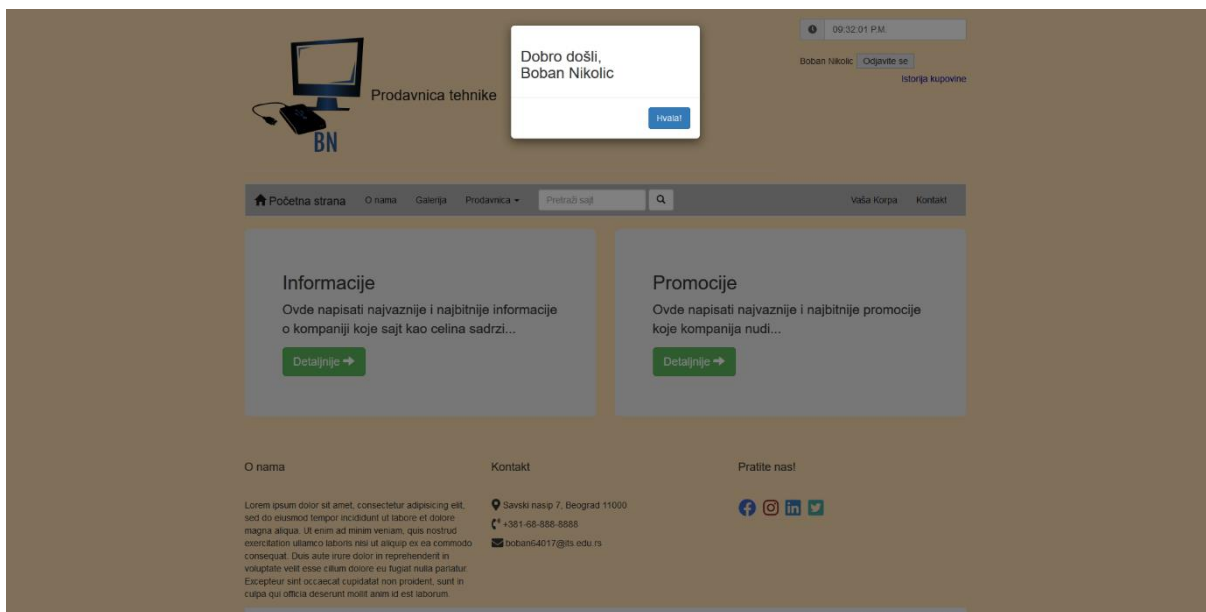 09:32:01 P.M.
Dobro došli,
Boban Nikolic
Hvala!
Boban Nikolic Odjavite se
Istorija kupovine
Prodavnica tehnike
BN
Početna strana O nama Galerija Prodavnica Pretraži sajt Vaša Korpa Kontakt
Informacije
Ovde napisati najvaznije i najbitnije informacije
o kompaniji koje sajt kao celina sadrzi...
Detaljnije
Promocije
Ovde napisati najvaznije i najbitnije promocije
koje kompanija nudi...
Detaljnije
O nama
Lorem ipsum dolor sit amet, consectetur adipisicing elit,
sed do eiusmod tempor incididunt ut labore et dolore
magna aliqua. Ut enim ad minim veniam, quis nostrud
exercitation ullamco laboris nisi ut aliquip ex ea commodo
consequat. Duis aute irure dolor in reprehenderit in
voluptate velit esse cillum dolore eu fugiat nulla pariatur.
Excepteur sint occaecat cupidatat non proident, sunt in
culpa qui officia deserunt mollit anim id est laborum.
Kontakt
Savski nasip 7, Beograd 11000
+381-68-888-8888
boban64017@its.edu.rs
Pratite nas!